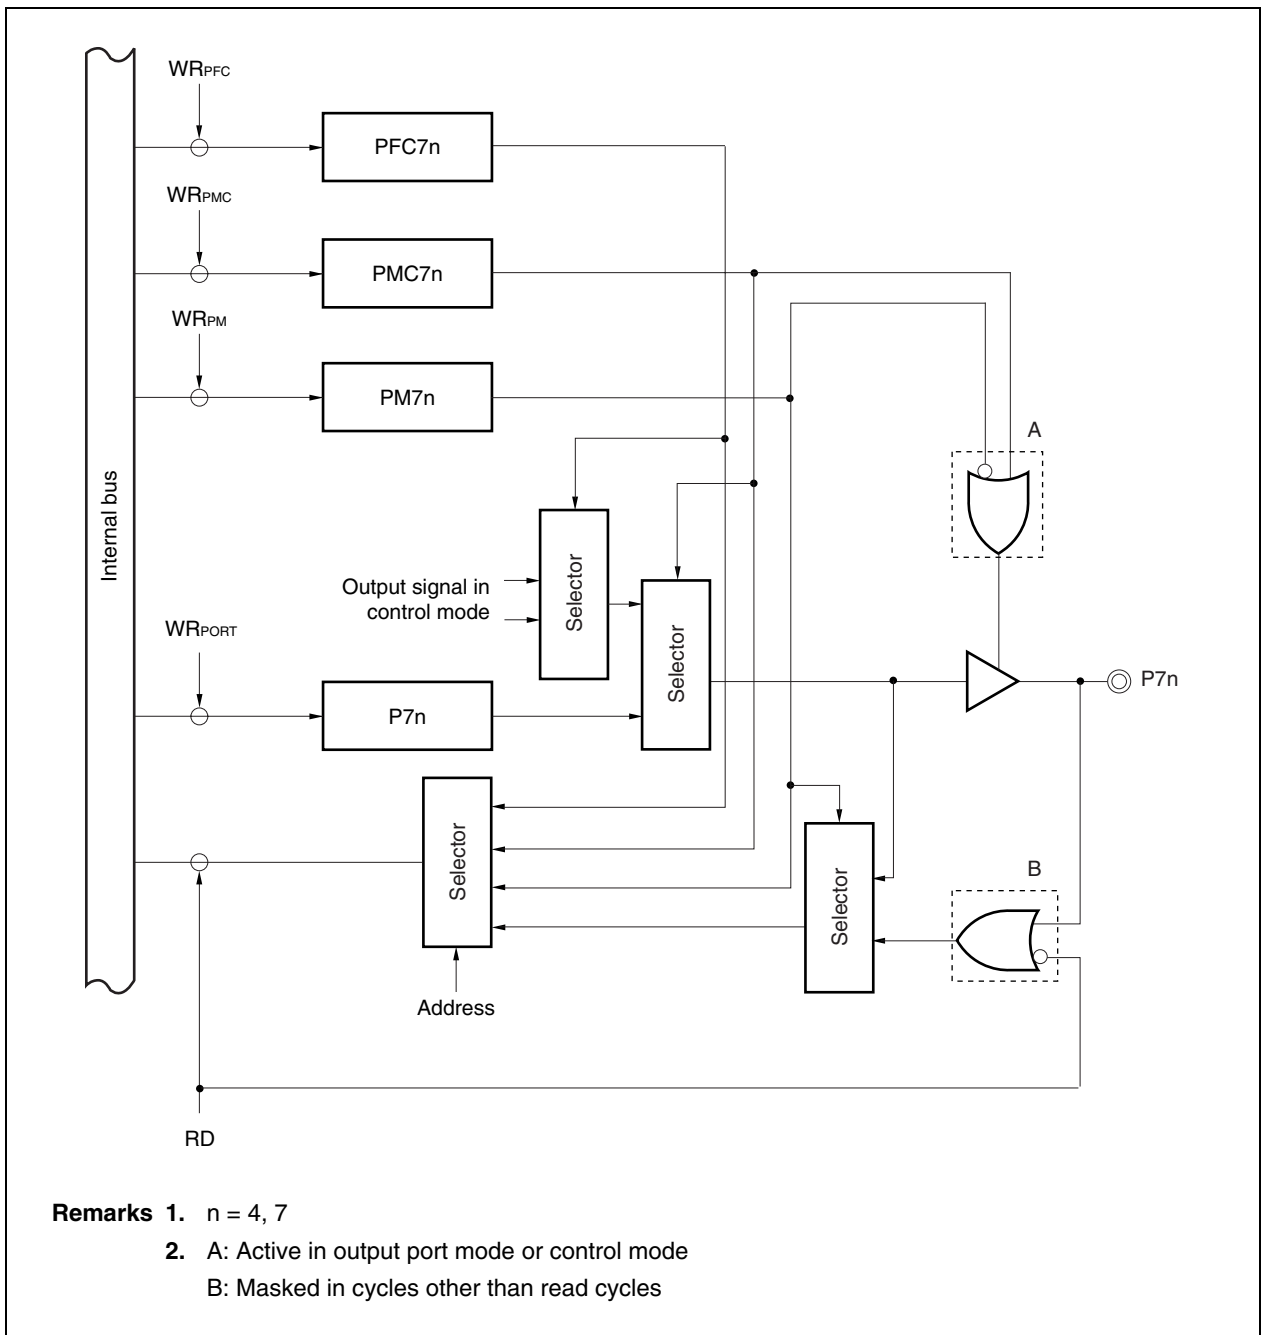 WRPFC
PFC7n
WRPMC
PMC7n
WRPM
PM7n
A
Internal bus
Selector
Output signal in
control mode
Selector
WRPORT
P7n
P7n
Selector
Selector
B
Address
RD
Remarks 1. n = 4, 7
2. A: Active in output port mode or control mode
B: Masked in cycles other than read cycles